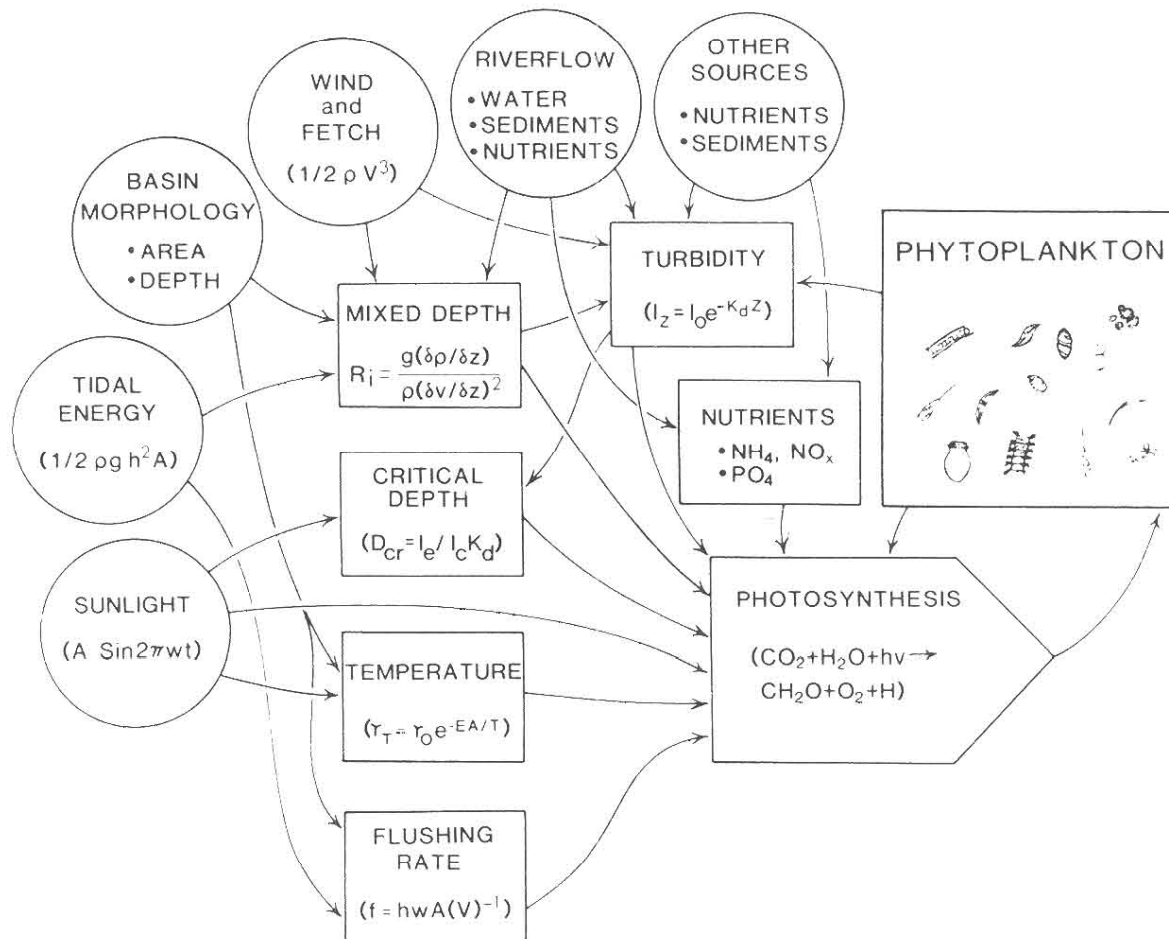 WIND
and
FETCH
(1/2 ρ V³)
RIVERFLOW
• WATER
• SEDIMENTS
• NUTRIENTS
OTHER
SOURCES
• NUTRIENTS
• SEDIMENTS
BASIN
MORPHOLOGY
• AREA
• DEPTH
TURBIDITY
(I_z = I_o e^{-K_d Z})
PHYTOPLANKTON
MIXED DEPTH
R_i = g(δρ/δz)
ρ(δv/δz)²
TIDAL
ENERGY
(1/2 ρg h²A)
NUTRIENTS
• NH₄, NOₓ
• PO₄
CRITICAL
DEPTH
(D_cr = I_e / I_c K_d)
SUNLIGHT
(A Sin2πwt)
PHOTOSYNTHESIS
(CO₂+H₂O+hv →
CH₂O+O₂+H)
TEMPERATURE
(r_T = r_o e^{-EA/T})
FLUSHING
RATE
(f = hwA(V)⁻¹)